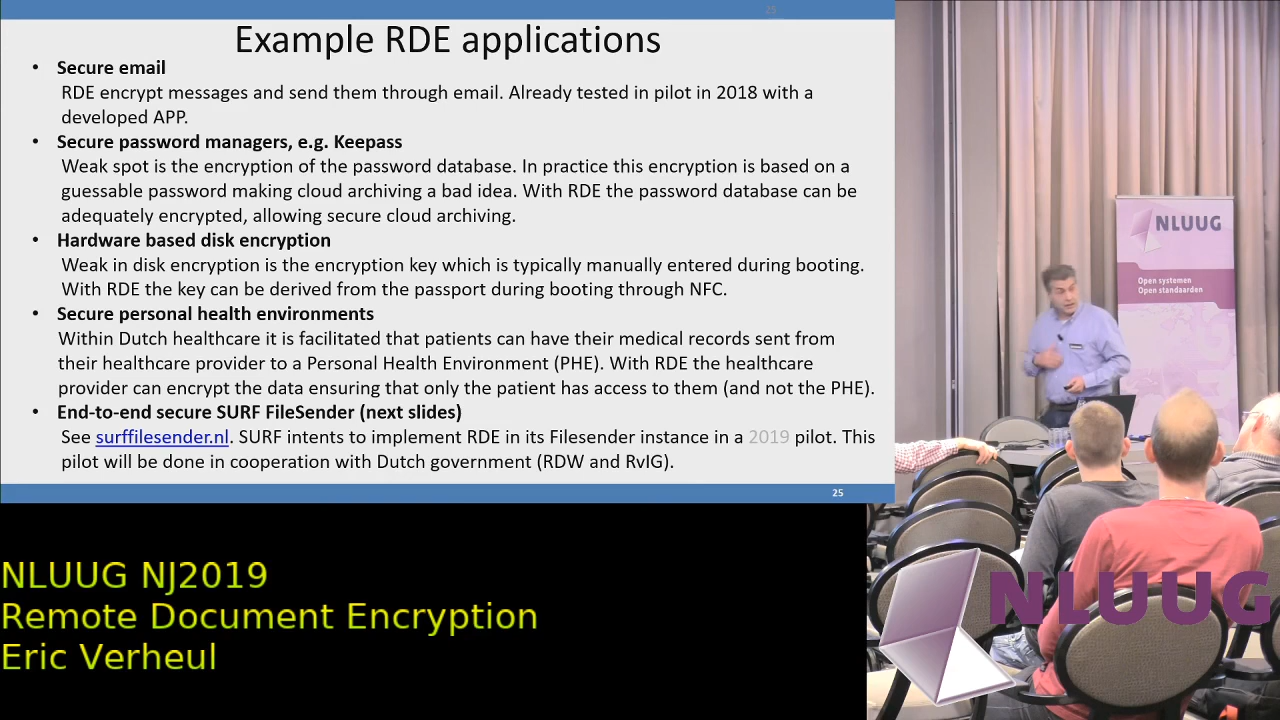 25
Example RDE applications
• Secure email
RDE encrypt messages and send them through email. Already tested in pilot in 2018 with a
developed APP.
• Secure password managers, e.g. Keepass
Weak spot is the encryption of the password database. In practice this encryption is based on a
guessable password making cloud archiving a bad idea. With RDE the password database can be
adequately encrypted, allowing secure cloud archiving.
• Hardware based disk encryption
Weak in disk encryption is the encryption key which is typically manually entered during booting.
With RDE the key can be derived from the passport during booting through NFC.
• Secure personal health environments
Within Dutch healthcare it is facilitated that patients can have their medical records sent from
their healthcare provider to a Personal Health Environment (PHE). With RDE the healthcare
provider can encrypt the data ensuring that only the patient has access to them (and not the PHE).
• End-to-end secure SURF FileSender (next slides)
See surffilesender.nl. SURF intents to implement RDE in its Filesender instance in a 2019 pilot. This
pilot will be done in cooperation with Dutch government (RDW and RvIG).
25
NLUUG
Open systemen
Open standaarden
NLUUG NJ2019
Remote Document Encryption
Eric Verheul
NLUUG